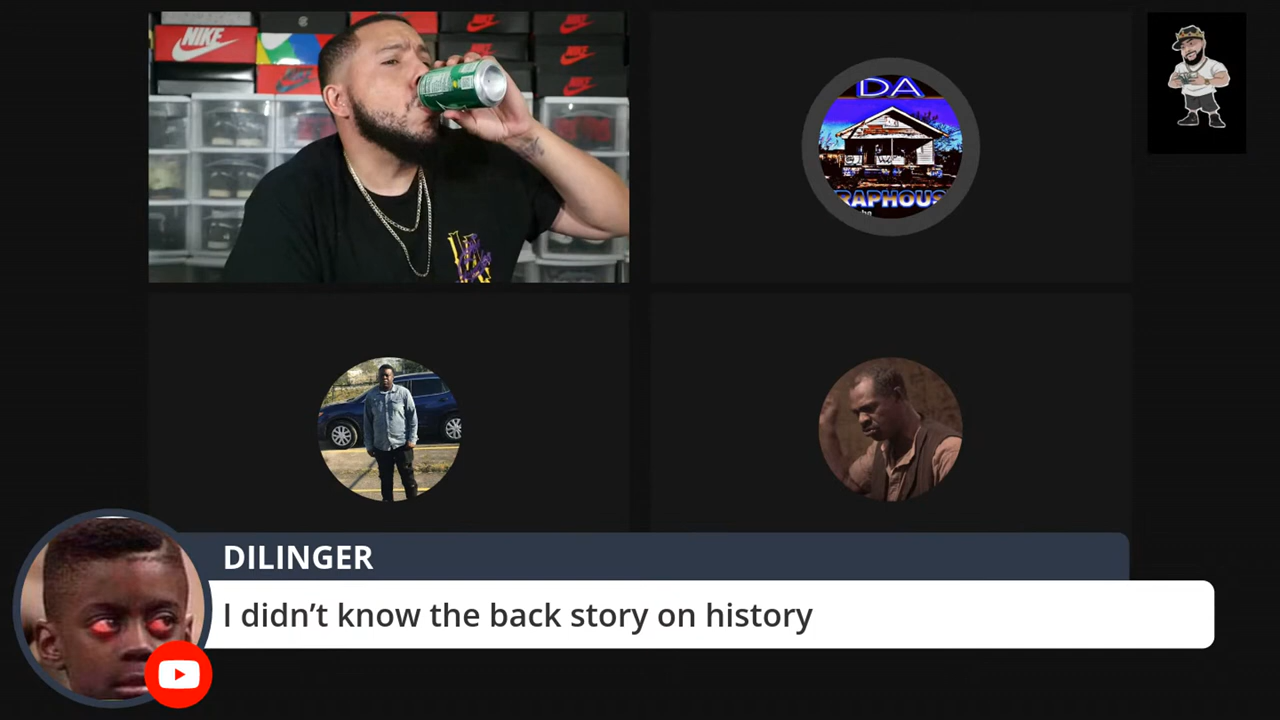 NIKE
DA
RAPHOUS
DILINGER
I didn't know the back story on history